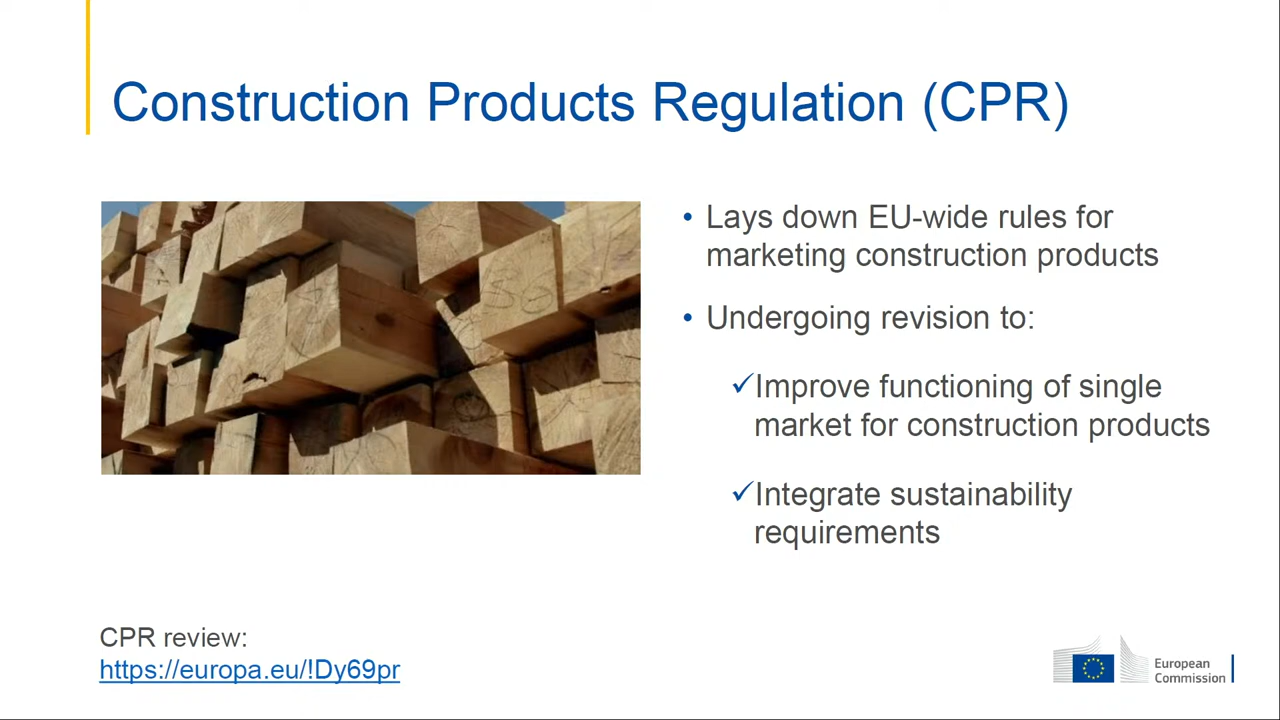 Construction Products Regulation (CPR)
• Lays down EU-wide rules for
marketing construction products
• Undergoing revision to:
✓Improve functioning of single
market for construction products
✓Integrate sustainability
requirements
CPR review:
https://europa.eu/!Dy69pr
European
Commission